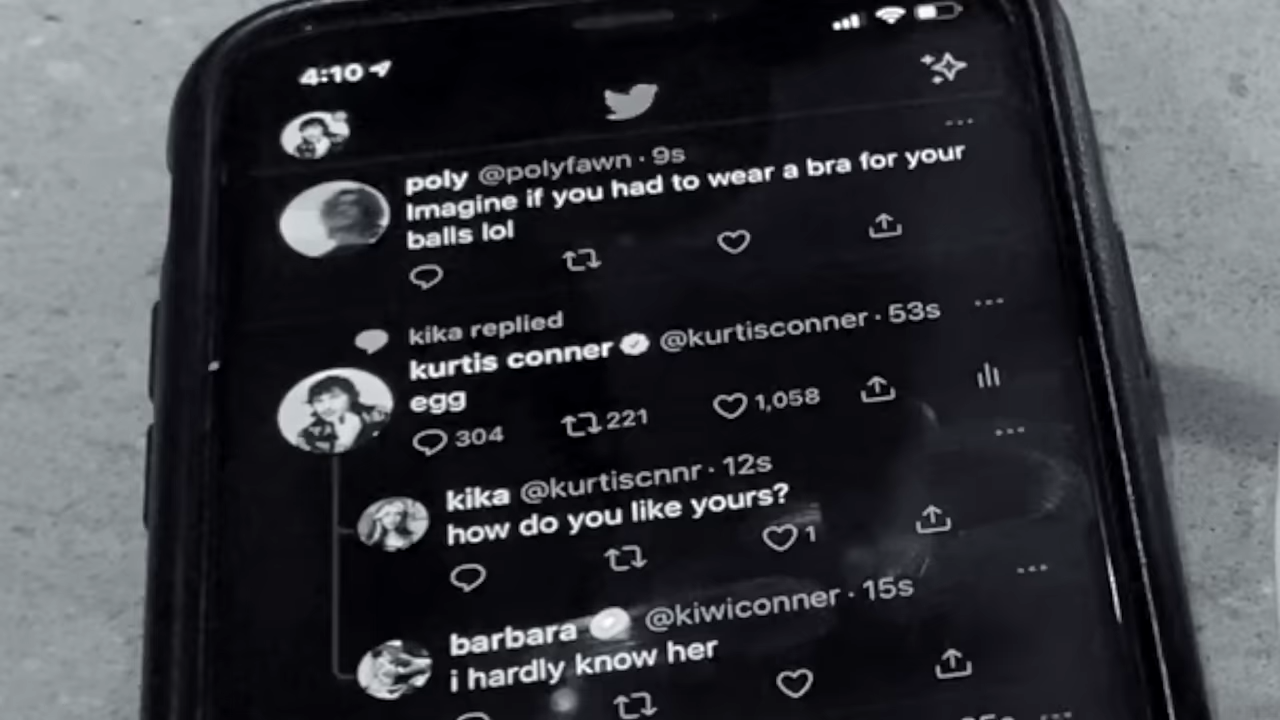 4:10
poly @polyfawn · 9s
Imagine if you had to wear a bra for your
balls lol
kika replied
kurtis conner @kurtisconner · 53s
egg
304 221 1,058
kika @kurtiscnnr · 12s
how do you like yours?
1
barbara @kiwiconner · 15s
i hardly know her